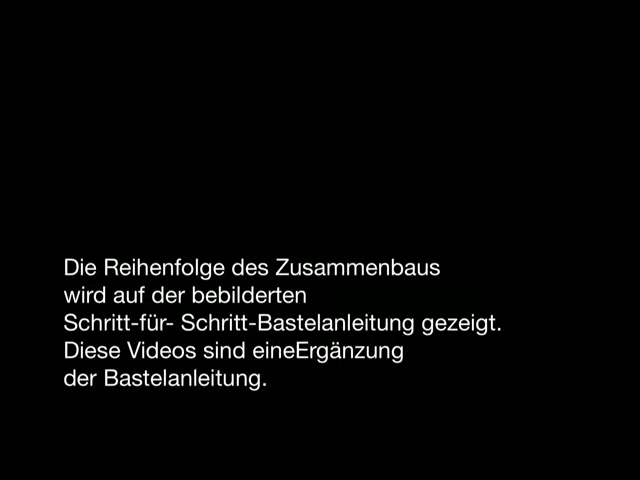 Die Reihenfolge des Zusammenbaus
wird auf der bebilderten
Schritt-für- Schritt-Bastelanleitung gezeigt.
Diese Videos sind eineErgänzung
der Bastelanleitung.